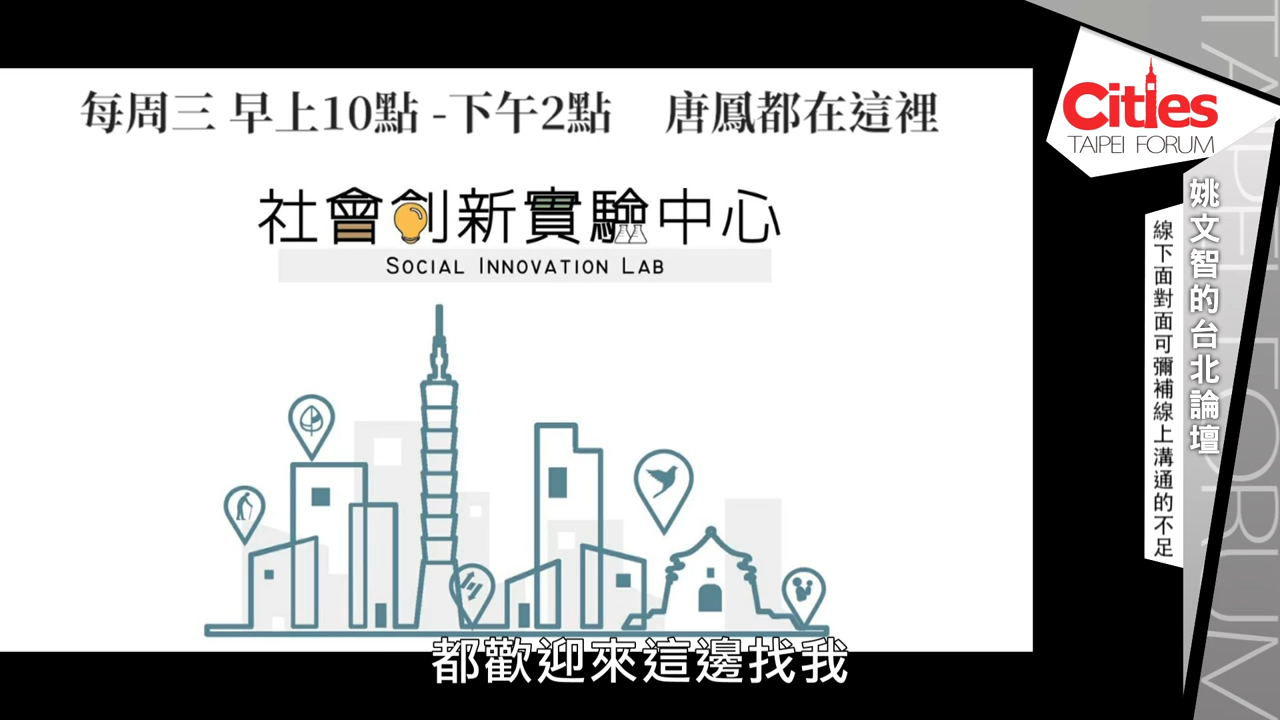 每周三 早上10點 -下午2點 唐鳳都在這裡
社會創新實驗中心
SOCIAL INNOVATION LAB
都歡迎來這邊找我
Cities
TAIPEI FORUM
姚文智的台北論壇
線下面對面可彌補線上溝通的不足
TAIPEI FORUM